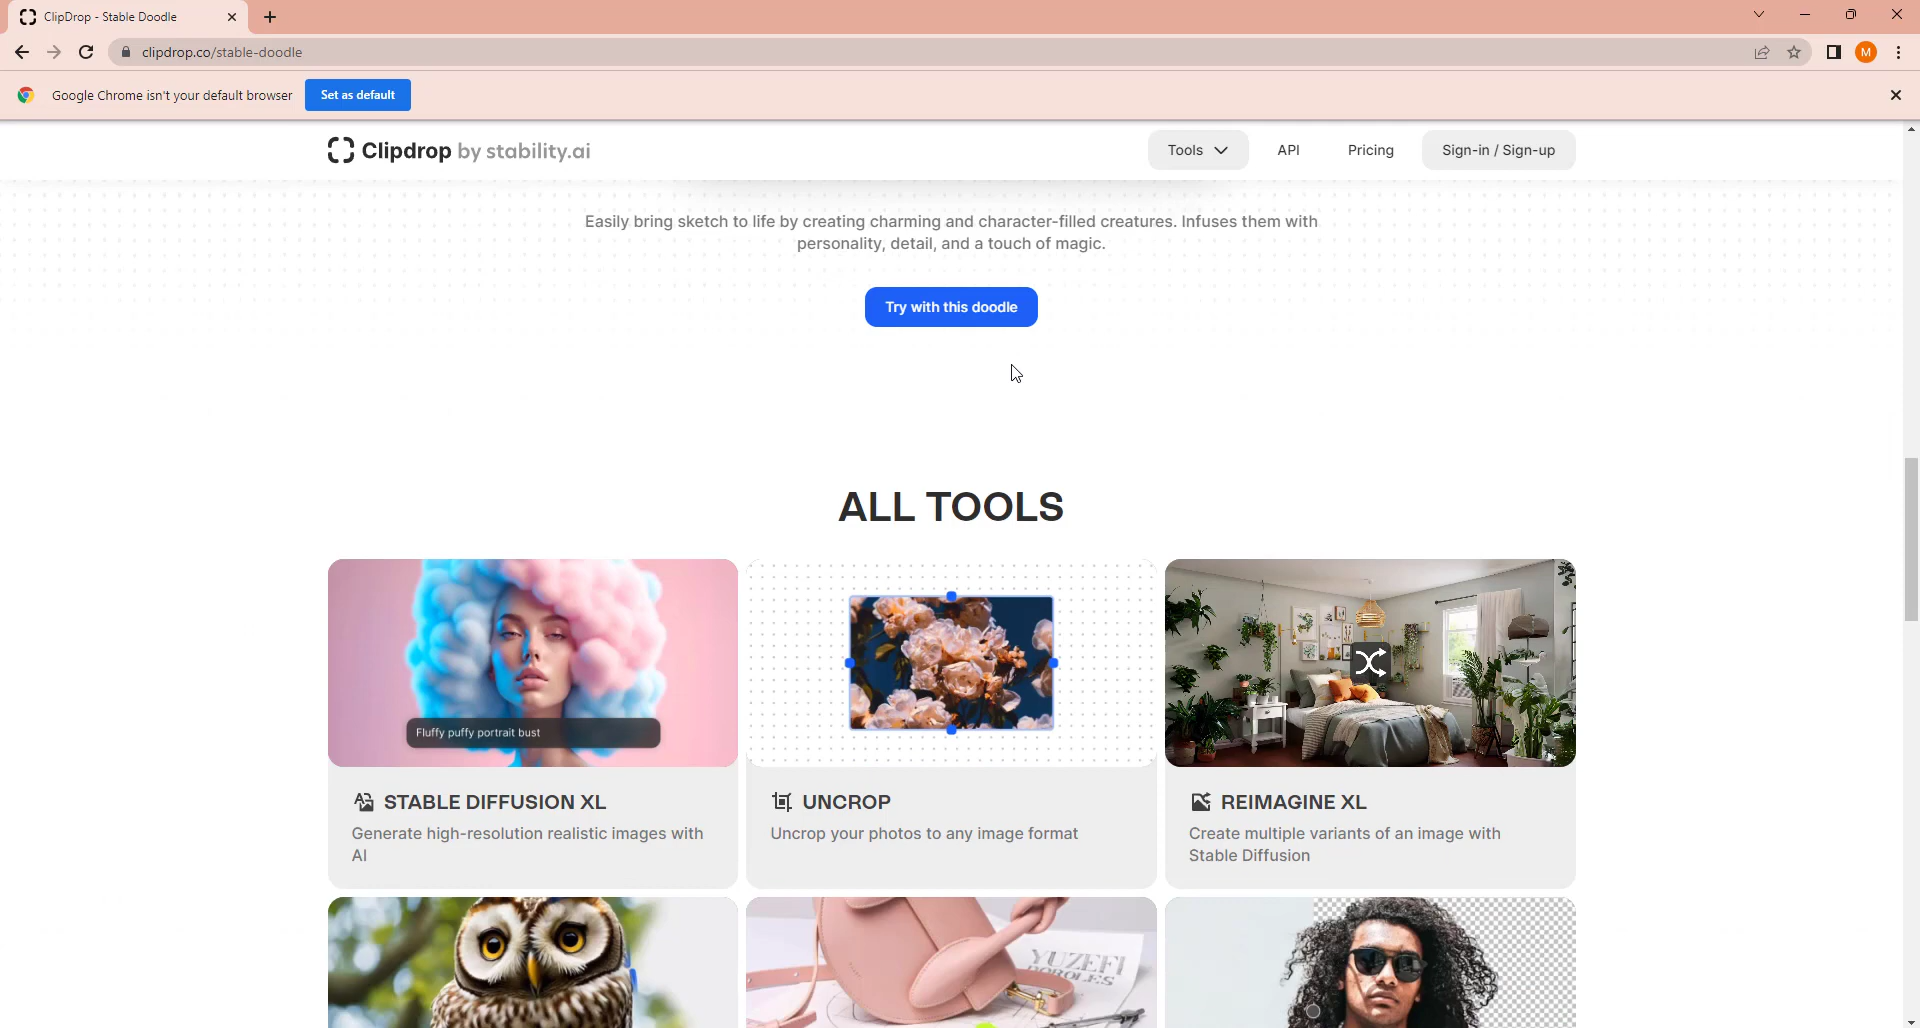 ClipDrop - Stable Doodle
clipdrop.co/stable-doodle
M
Google Chrome isn't your default browser
Set as default
Clipdrop by stability.ai
Tools
API
Pricing
Sign-in / Sign-up
Easily bring sketch to life by creating charming and character-filled creatures. Infuses them with
personality, detail, and a touch of magic.
Try with this doodle
ALL TOOLS
Fluffy puffy portrait bust
STABLE DIFFUSION XL
Generate high-resolution realistic images with
AI
UNCROP
Uncrop your photos to any image format
REIMAGINE XL
Create multiple variants of an image with
Stable Diffusion
YUZEFI